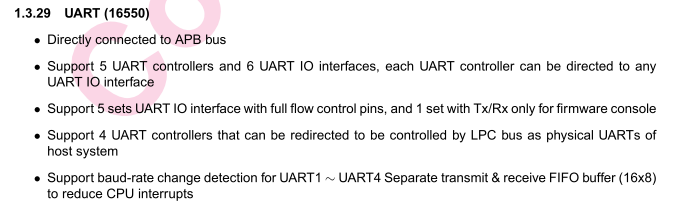 1.3.29 UART (16550)
• Directly connected to APB bus
• Support 5 UART controllers and 6 UART IO interfaces, each UART controller can be directed to any
UART IO interface
• Support 5 sets UART IO interface with full flow control pins, and 1 set with Tx/Rx only for firmware console
• Support 4 UART controllers that can be redirected to be controlled by LPC bus as physical UARTs of
host system
• Support baud-rate change detection for UART1 ∼ UART4 Separate transmit & receive FIFO buffer (16x8)
to reduce CPU interrupts